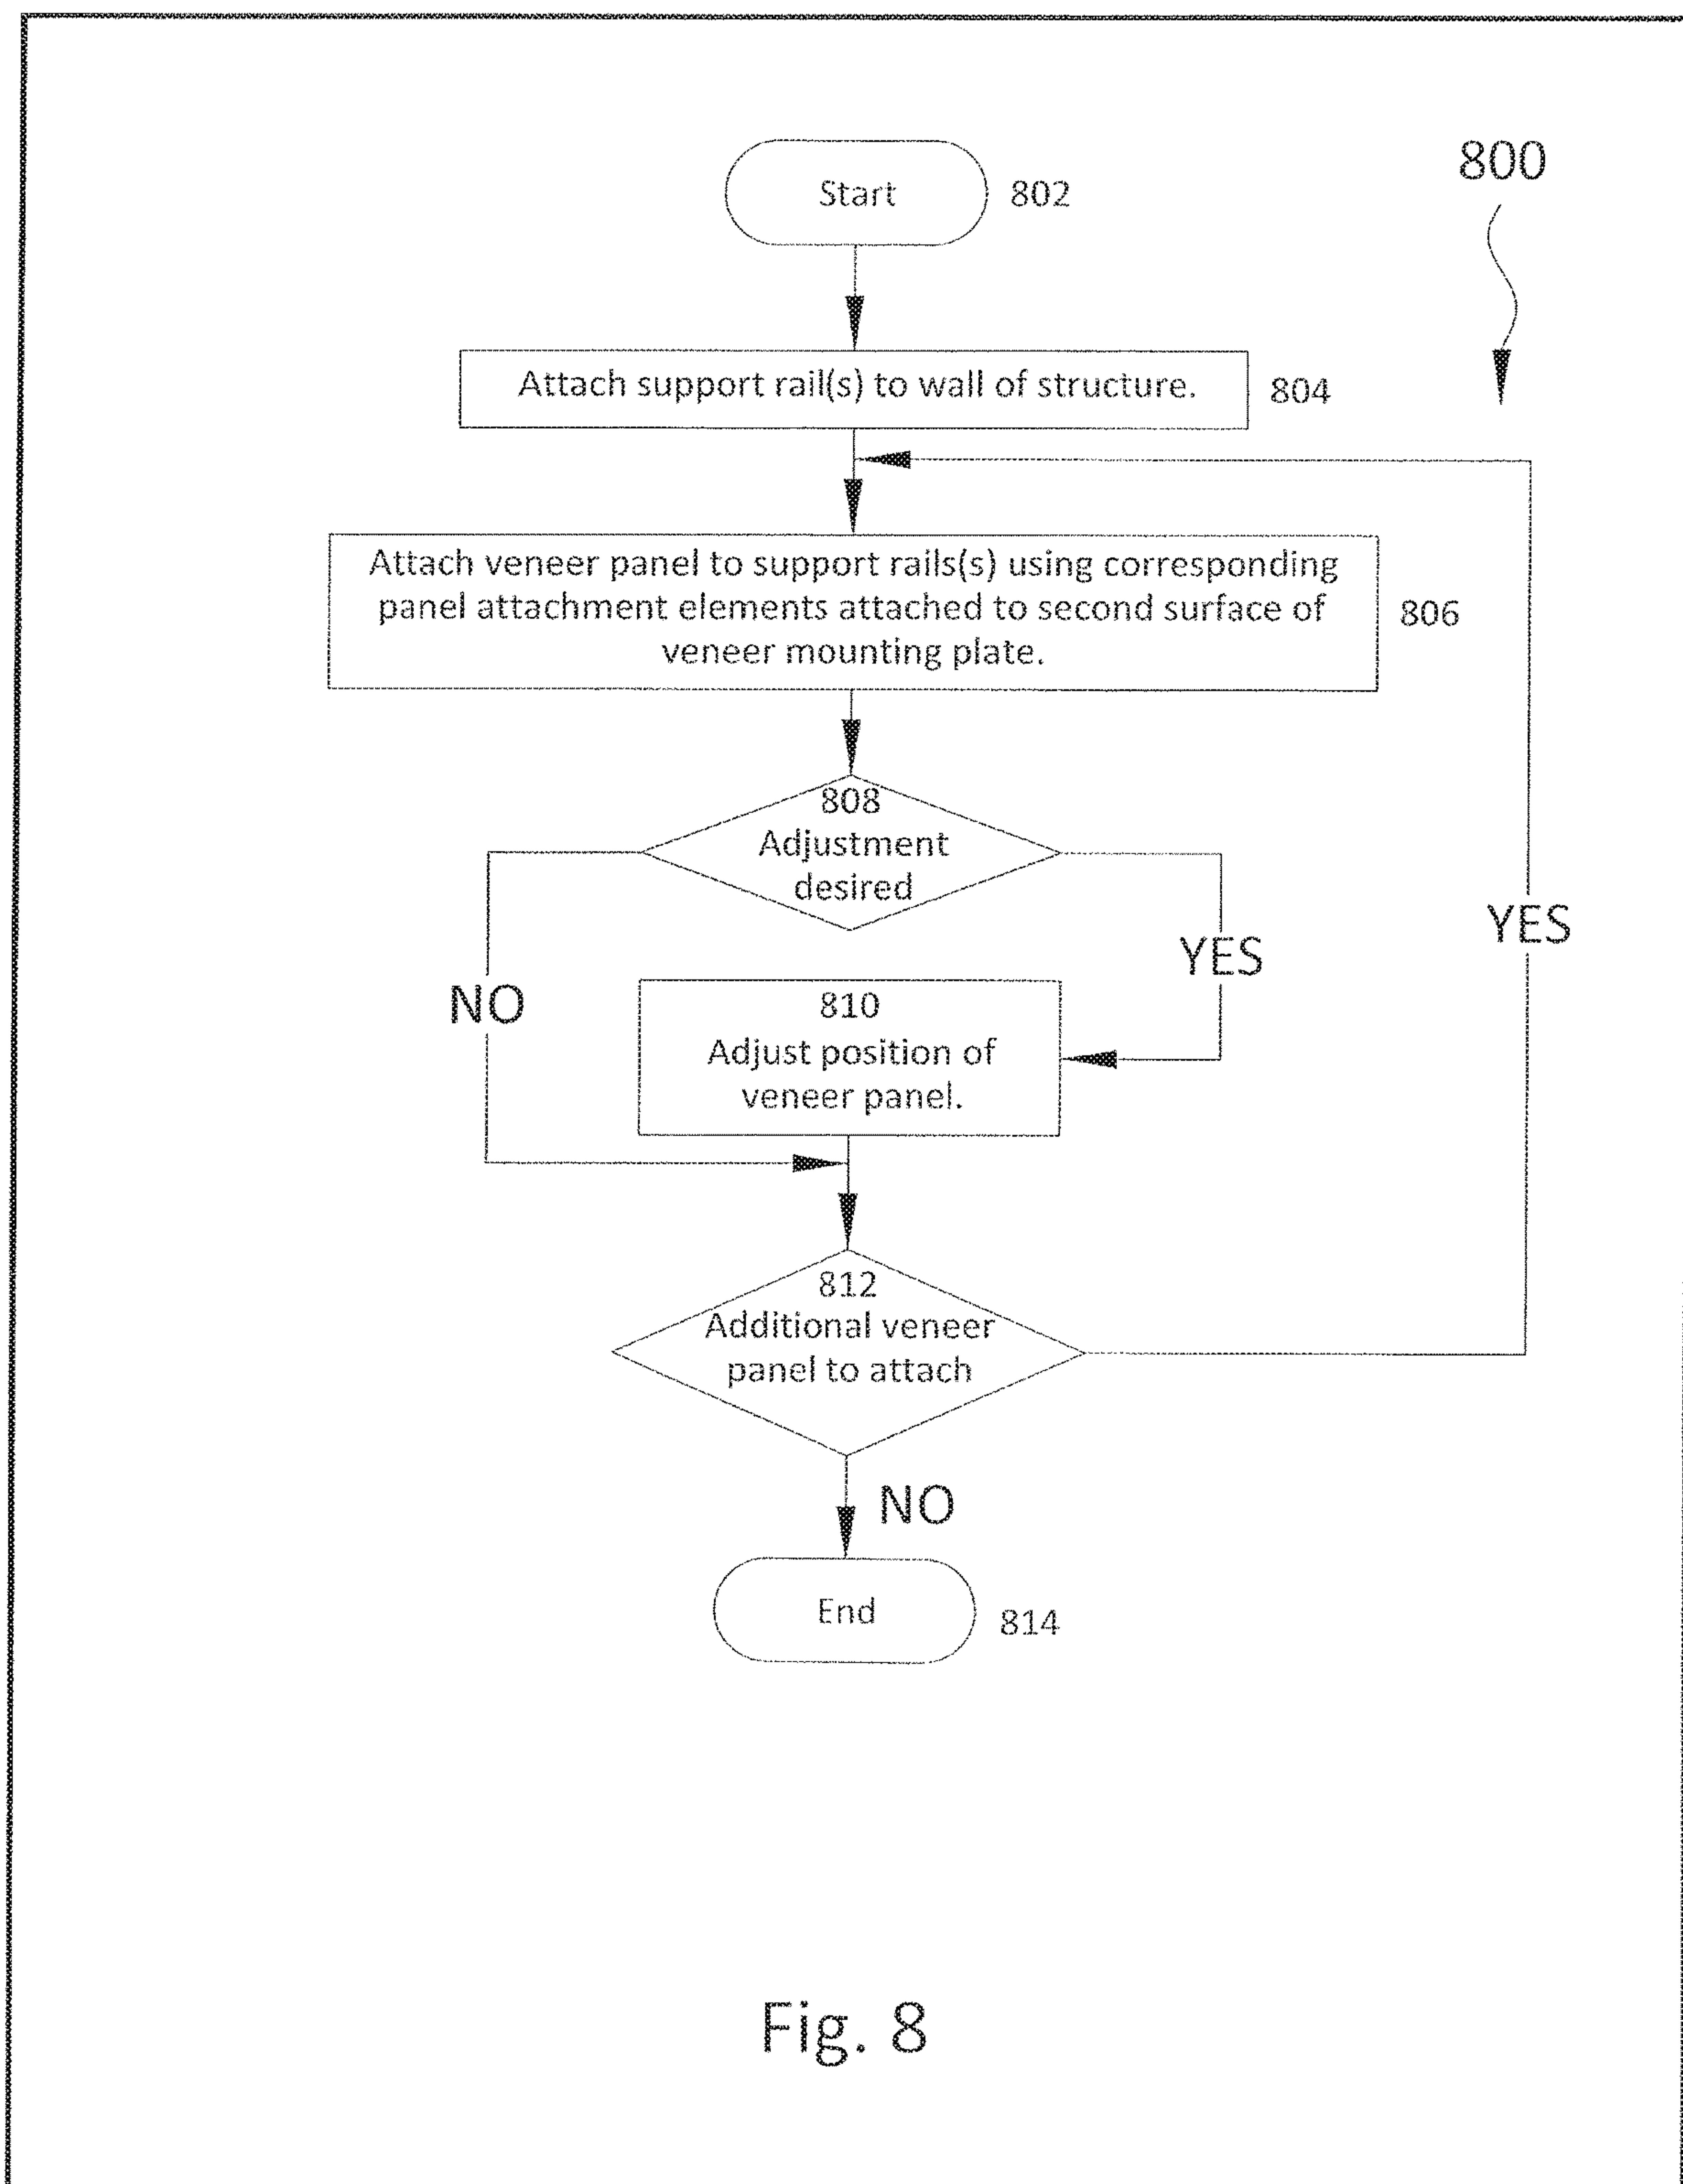 800
Start
802
Attach support rail(s) to wall of structure.
804
Attach veneer panel to support rails(s) using corresponding
panel attachment elements attached to second surface of
veneer mounting plate.
806
808
Adjustment
desired
NO
YES
YES
810
Adjust position of
veneer panel.
812
Additional veneer
panel to attach
NO
End
814
Fig. 8